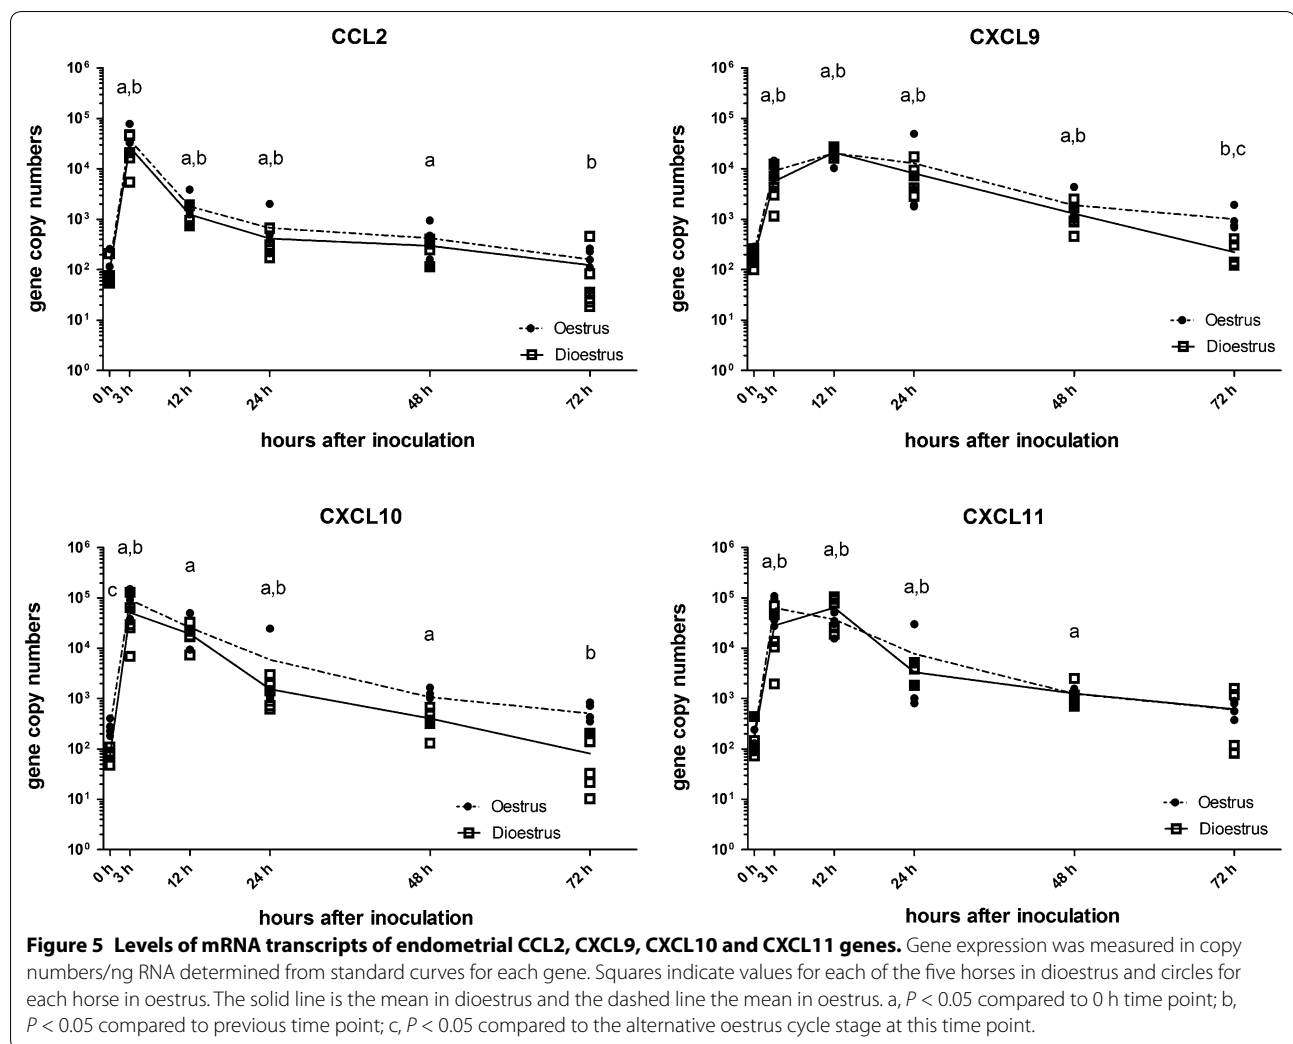 CCL2
CXCL9
gene copy numbers
10⁶
10⁵
10⁴
10³
10²
10¹
10⁰
a,b
a,b
a,b
a
b
Oestrus
Dioestrus
0 h
3 h
12 h
24 h
48 h
72 h
hours after inoculation
gene copy numbers
10⁶
10⁵
10⁴
10³
10²
10¹
10⁰
a,b
a,b
a,b
a,b
b,c
Oestrus
Dioestrus
0 h
3 h
12 h
24 h
48 h
72 h
hours after inoculation
CXCL10
CXCL11
gene copy numbers
10⁶
10⁵
10⁴
10³
10²
10¹
10⁰
c
a,b
a
a,b
a
b
Oestrus
Dioestrus
0 h
3 h
12 h
24 h
48 h
72 h
hours after inoculation
gene copy numbers
10⁶
10⁵
10⁴
10³
10²
10¹
10⁰
a,b
a,b
a,b
a
Oestrus
Dioestrus
0 h
3 h
12 h
24 h
48 h
72 h
hours after inoculation
Figure 5 Levels of mRNA transcripts of endometrial CCL2, CXCL9, CXCL10 and CXCL11 genes. Gene expression was measured in copy
numbers/ng RNA determined from standard curves for each gene. Squares indicate values for each of the five horses in dioestrus and circles for
each horse in oestrus. The solid line is the mean in dioestrus and the dashed line the mean in oestrus. a, P < 0.05 compared to 0 h time point; b,
P < 0.05 compared to previous time point; c, P < 0.05 compared to the alternative oestrus cycle stage at this time point.